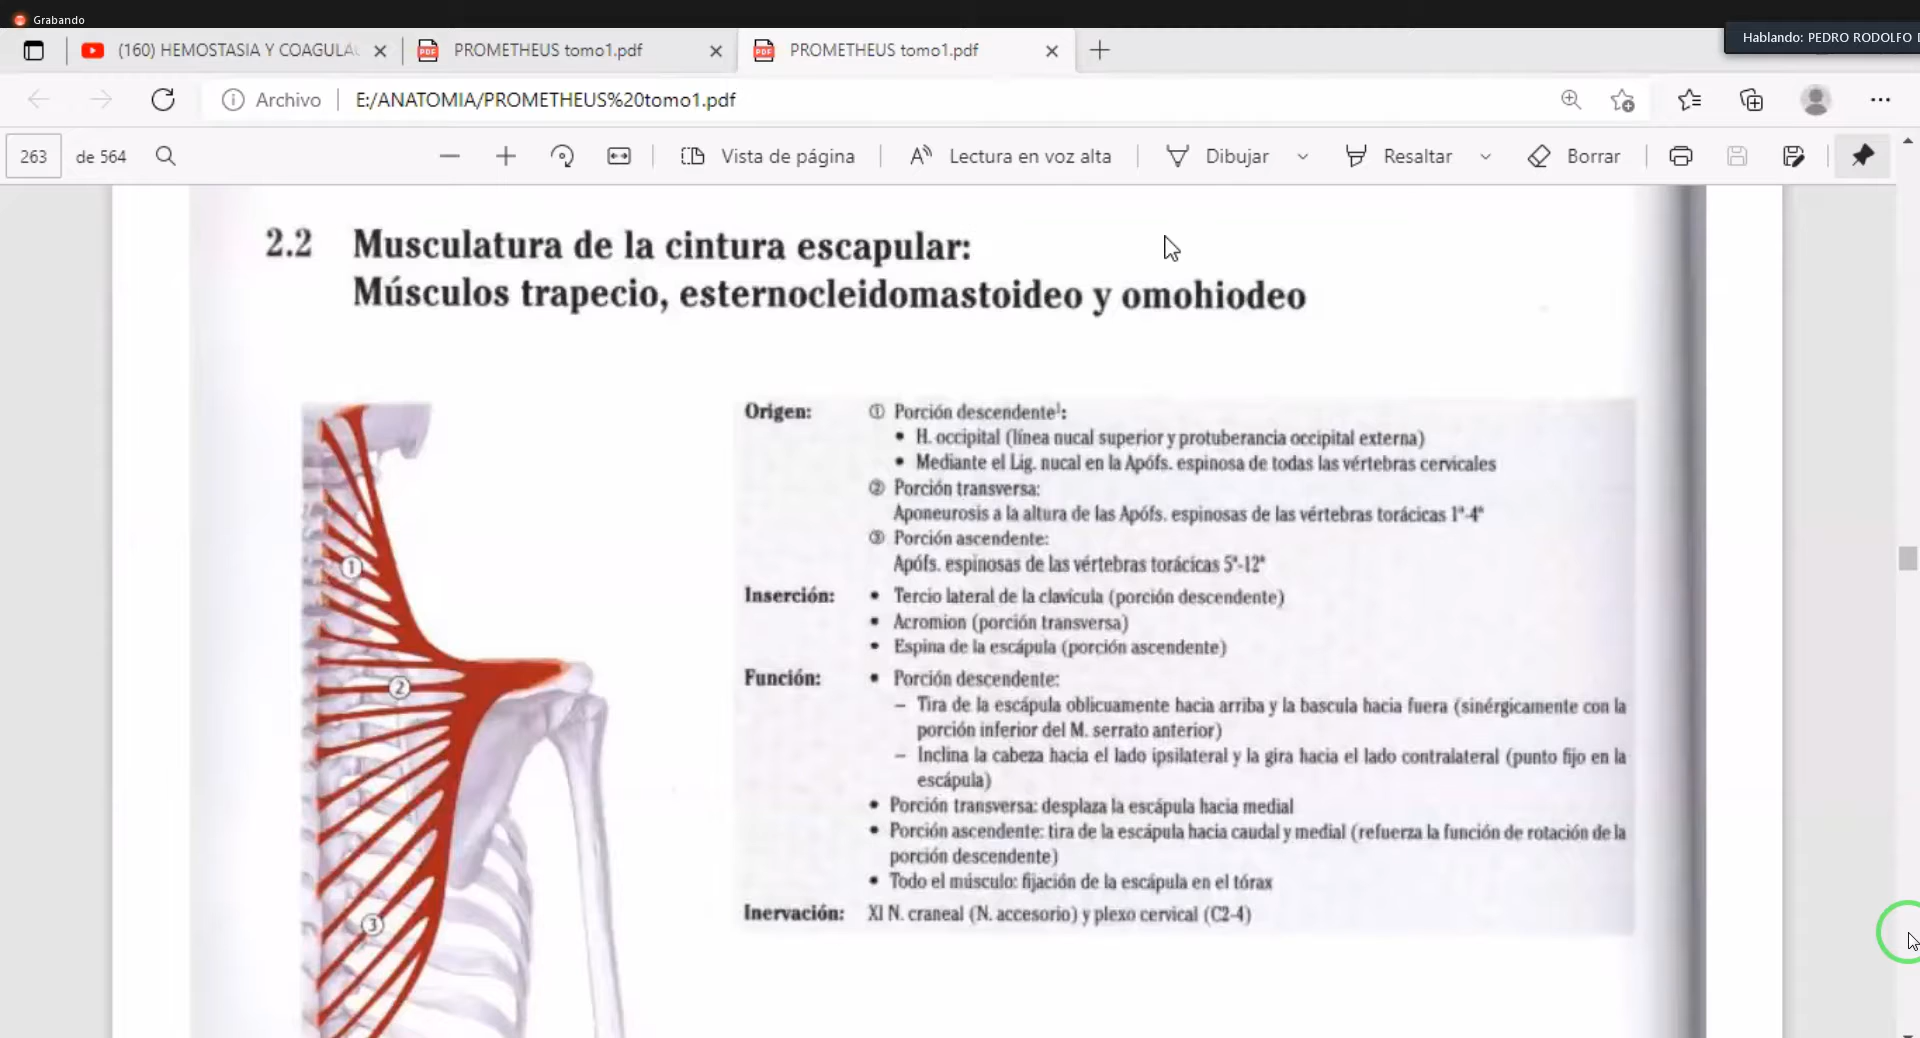 Grabando
Hablando: PEDRO RODOLFO
(160) HEMOSTASIA Y COAGULA
PROMETHEUS tomo1.pdf
PROMETHEUS tomo1.pdf
Archivo
E:/ANATOMIA/PROMETHEUS%20tomo1.pdf
263 de 564
Vista de página
Lectura en voz alta
Dibujar
Resaltar
Borrar
2.2 Musculatura de la cintura escapular:
Músculos trapecio, esternocleidomastoideo y omohiodeo
Origen: ① Porción descendente¹:
• H. occipital (línea nucal superior y protuberancia occipital externa)
• Mediante el Lig. nucal en la Apófs. espinosa de todas las vértebras cervicales
② Porción transversa:
Aponeurosis a la altura de las Apófs. espinosas de las vértebras torácicas 1ª-4ª
③ Porción ascendente:
Apófs. espinosas de las vértebras torácicas 5ª-12ª
Inserción: • Tercio lateral de la clavícula (porción descendente)
• Acromion (porción transversa)
• Espina de la escápula (porción ascendente)
Función: • Porción descendente:
– Tira de la escápula oblicuamente hacia arriba y la bascula hacia fuera (sinérgicamente con la
porción inferior del M. serrato anterior)
– Inclina la cabeza hacia el lado ipsilateral y la gira hacia el lado contralateral (punto fijo en la
escápula)
• Porción transversa: desplaza la escápula hacia medial
• Porción ascendente: tira de la escápula hacia caudal y medial (refuerza la función de rotación de la
porción descendente)
• Todo el músculo: fijación de la escápula en el tórax
Inervación: XI N. craneal (N. accesorio) y plexo cervical (C2-4)
①
②
③